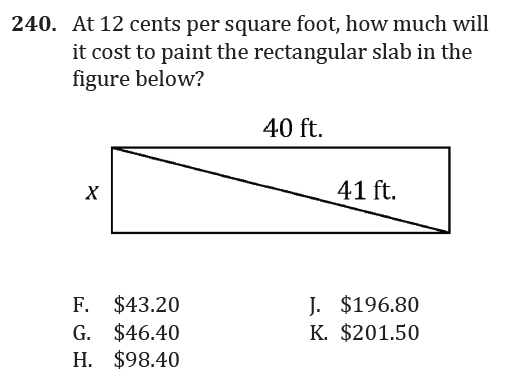 240. At 12 cents per square foot, how much will
it cost to paint the rectangular slab in the
figure below?
40 ft.
x
41 ft.
F. $43.20
J. $196.80
G. $46.40
K. $201.50
H. $98.40